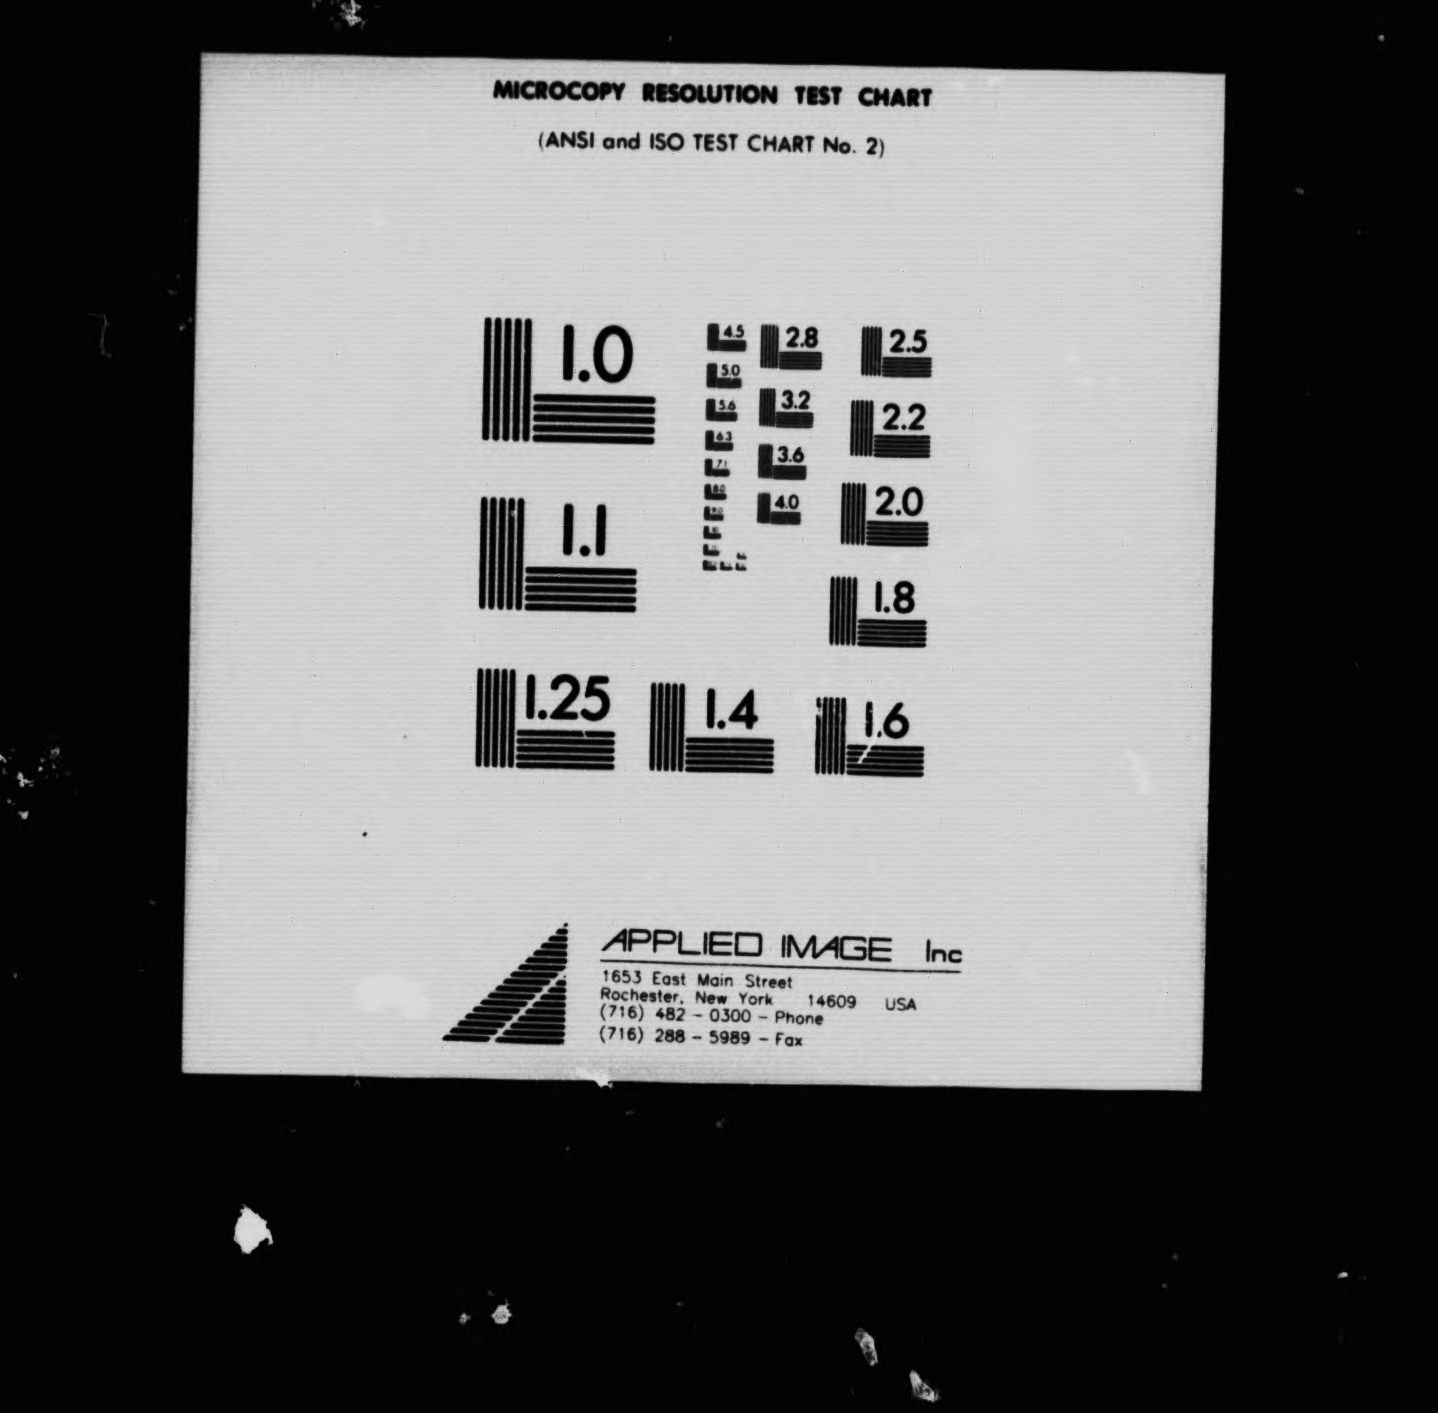 MICROCOPY RESOLUTION TEST CHART
(ANSI and ISO TEST CHART No. 2)
1.0
1.1
1.25
1.4
1.6
1.8
2.0
2.2
2.5
2.8
3.2
3.6
4.0
4.5
5.0
5.6
6.3
7.1
8.0
9.0
APPLIED IMAGE Inc
1653 East Main Street
Rochester, New York 14609 USA
(716) 482 - 0300 - Phone
(716) 288 - 5989 - Fax